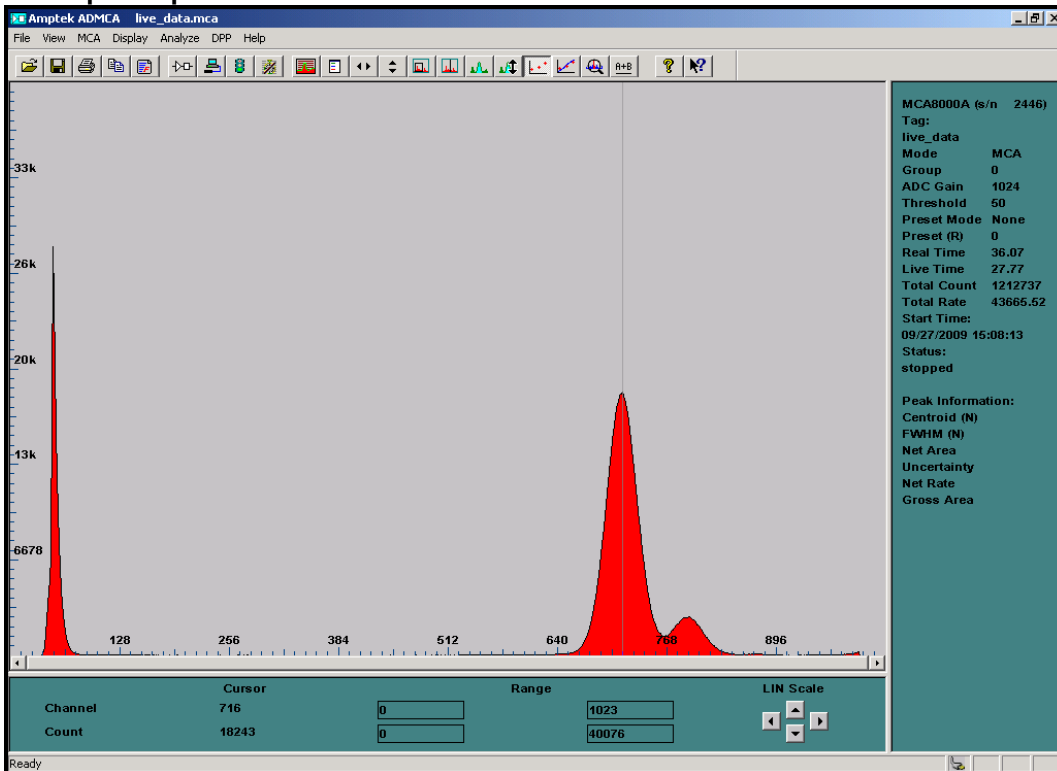 Amptek ADMCA live_data.mca
File View MCA Display Analyze DPP Help
A+B
33k
26k
20k
13k
6678
128 256 384 512 640 768 896
MCA8000A (s/n 2446)
Tag:
live_data
Mode MCA
Group 0
ADC Gain 1024
Threshold 50
Preset Mode None
Preset (R) 0
Real Time 36.07
Live Time 27.77
Total Count 1212737
Total Rate 43665.52
Start Time:
09/27/2009 15:08:13
Status:
stopped
Peak Information:
Centroid (N)
FWHM (N)
Net Area
Uncertainty
Net Rate
Gross Area
Cursor Range LIN Scale
Channel 716 0 1023
Count 18243 0 40076
Ready